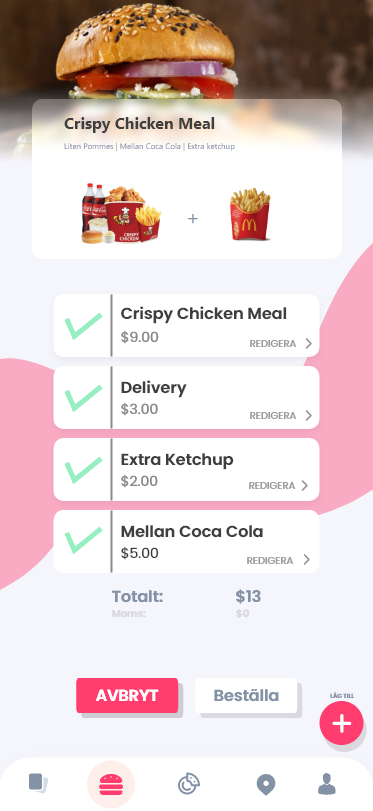 Crispy Chicken Meal
Liten Pommes | Mellan Coca Cola | Extra ketchup
CRISPY
CHICKEN
+
Crispy Chicken Meal
$9.00
REDIGERA
Delivery
$3.00
REDIGERA
Extra Ketchup
$2.00
REDIGERA
Mellan Coca Cola
$5.00
REDIGERA
Totalt: $13
Moms: $0
AVBRYT Beställa
LÄG TILL
+